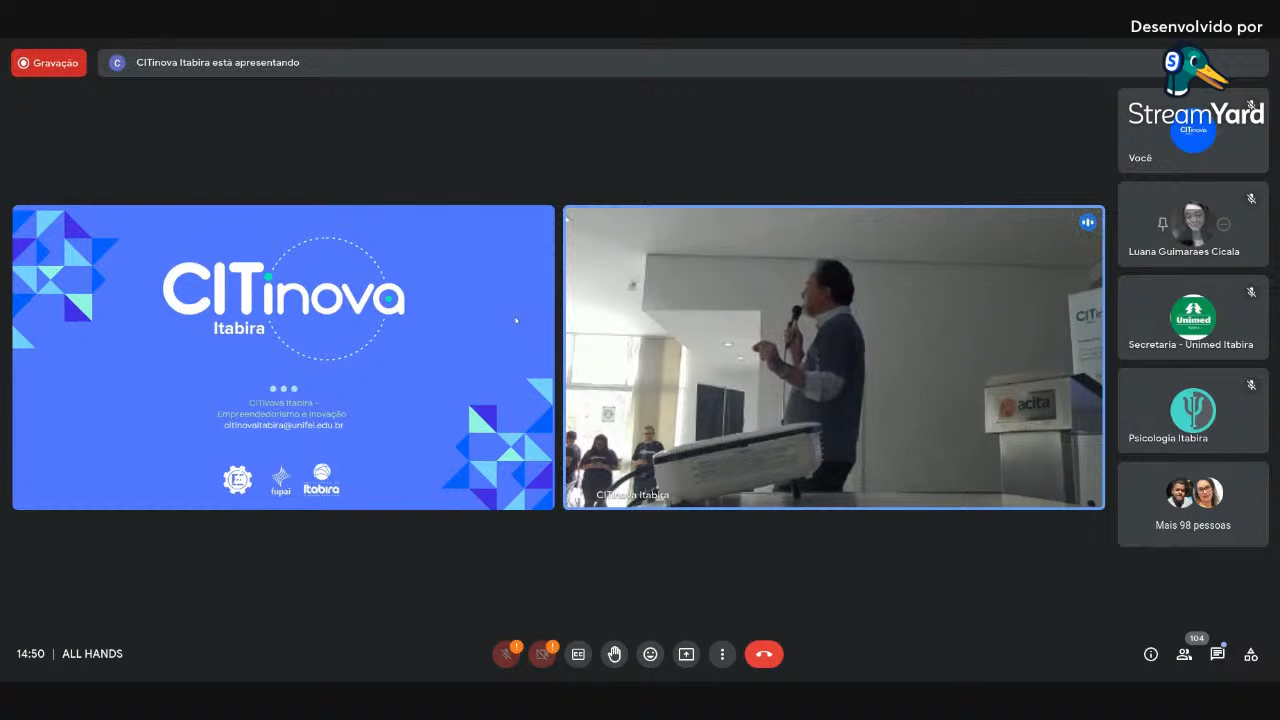 Desenvolvido por
Gravação
C
CITinova Itabira está apresentando
S
StreamYard
CITinova
Você
Luana Guimaraes Cicala
Unimed
Secretaria - Unimed Itabira
Psicologia Itabira
Mais 98 pessoas
CITinova
Itabira
CITinova Itabira -
Empreendedorismo e Inovação
citinovaitabira@unifei.edu.br
fupai
Itabira
acita
CITinova Itabira
14:50 | ALL HANDS
104